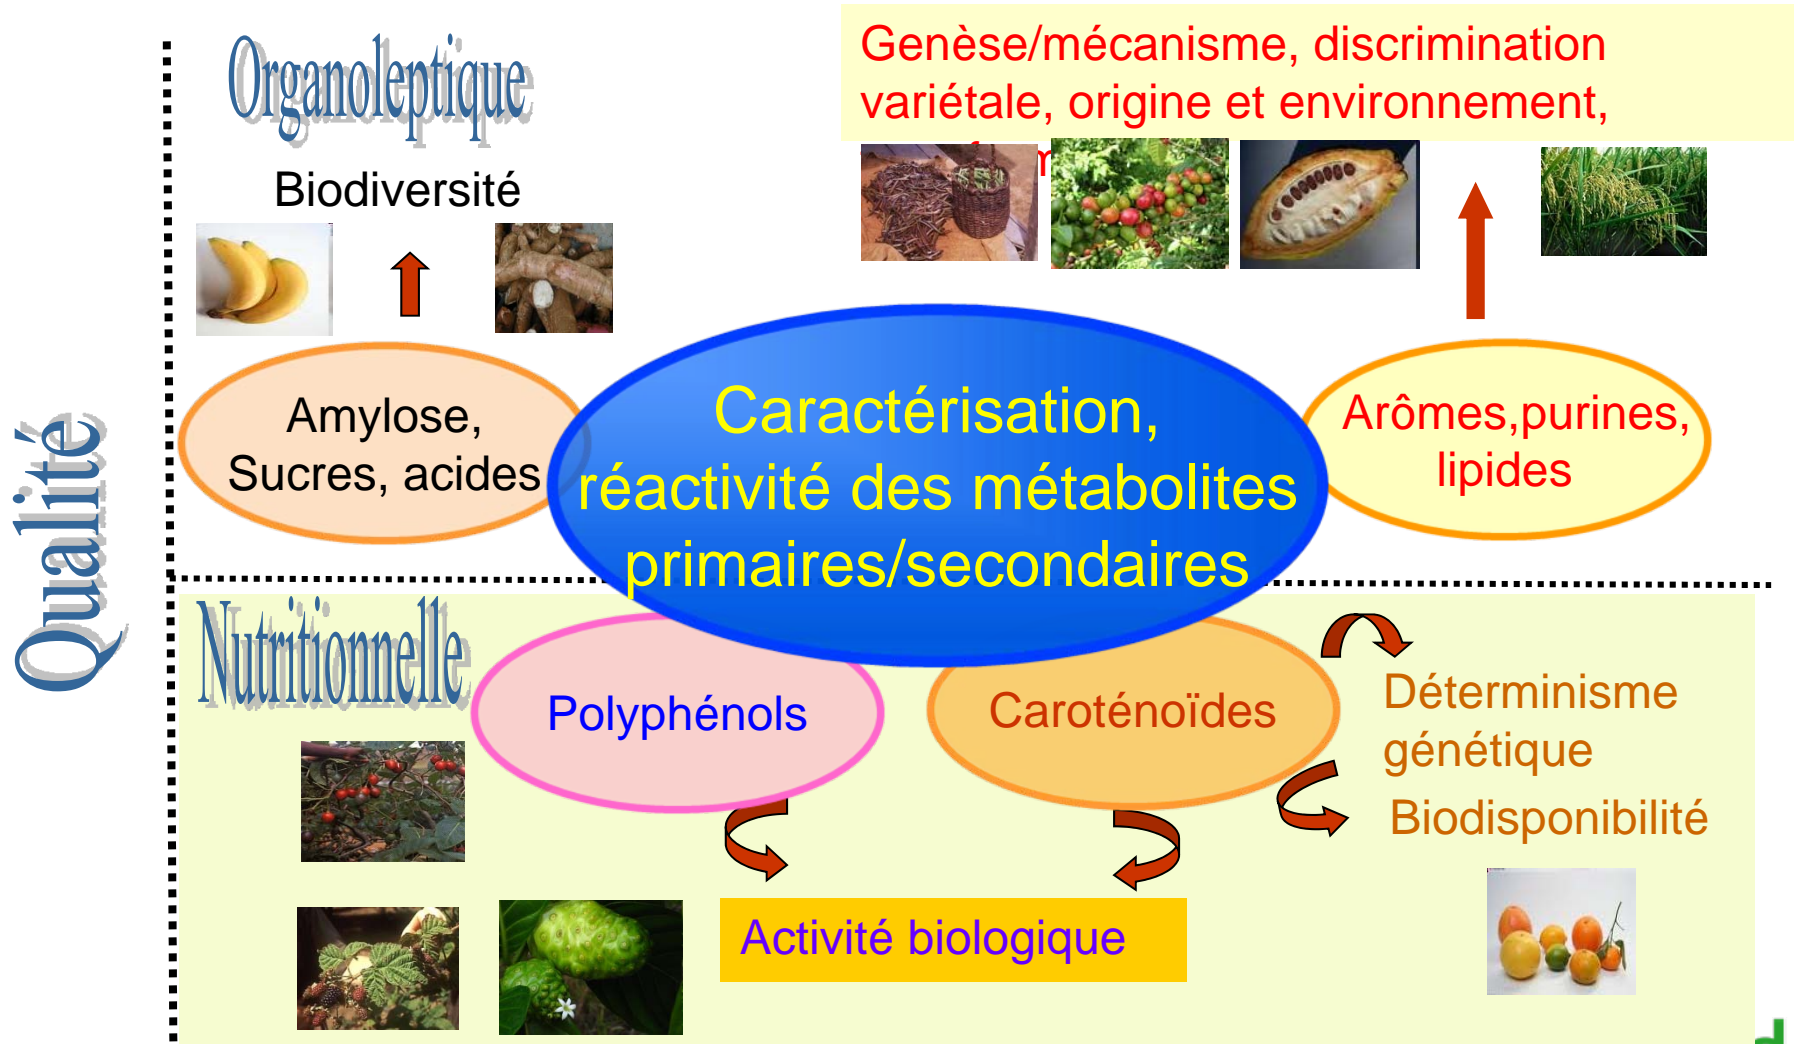 Organoleptique
Genèse/mécanisme, discrimination
variétale, origine et environnement,
Biodiversité
Amylose,
Sucres, acides
Caractérisation,
réactivité des métabolites
primaires/secondaires
Arômes,purines,
lipides
Qualité
Nutritionnelle
Polyphénols
Caroténoïdes
Déterminisme
génétique
Biodisponibilité
Activité biologique